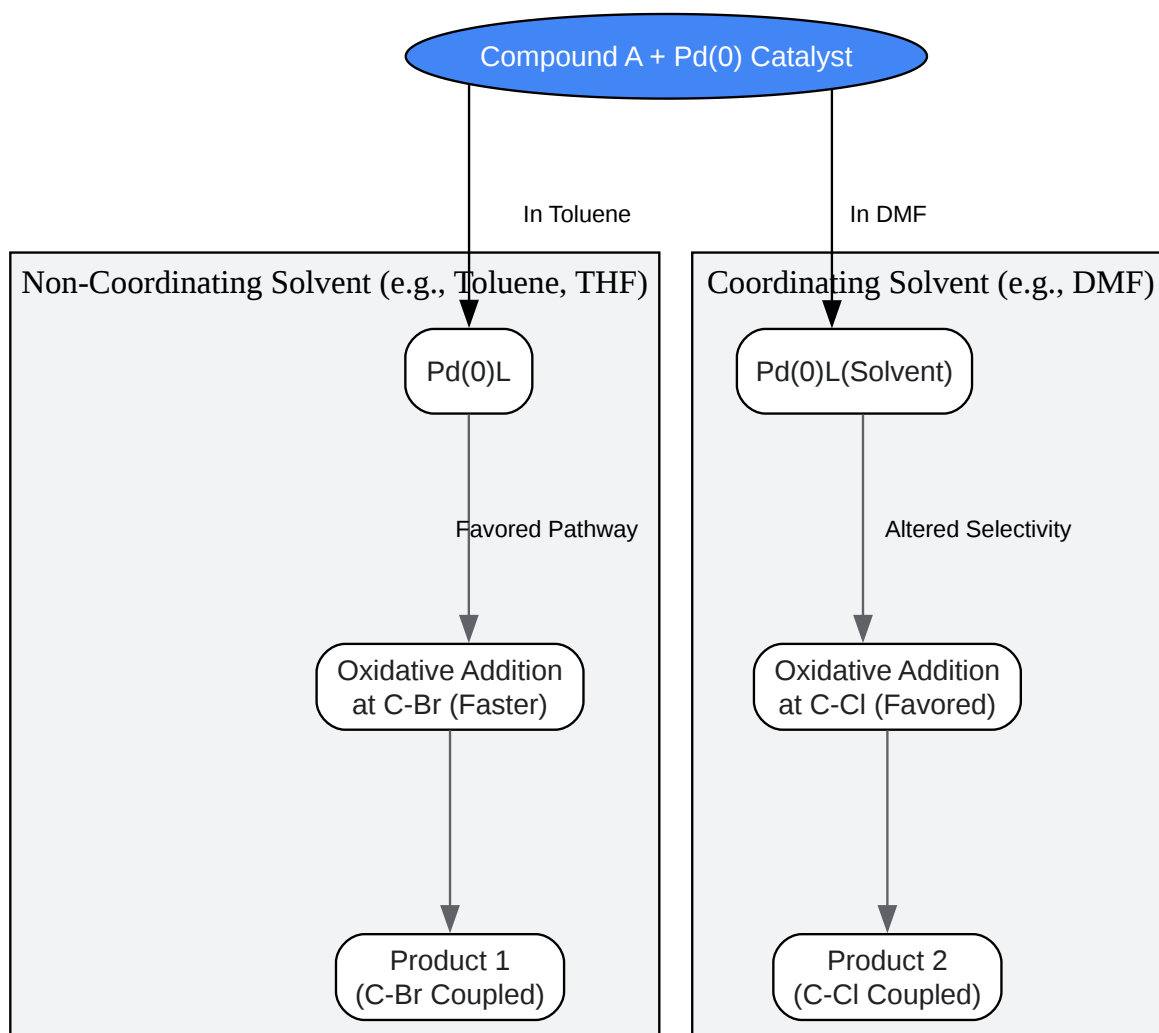 Compound A + Pd(0) Catalyst
In Toluene
In DMF
Non-Coordinating Solvent (e.g., Toluene, THF)
Coordinating Solvent (e.g., DMF)
Pd(0)L
Pd(0)L(Solvent)
Favored Pathway
Altered Selectivity
Oxidative Addition
at C-Br (Faster)
Oxidative Addition
at C-Cl (Favored)
Product 1
(C-Br Coupled)
Product 2
(C-Cl Coupled)